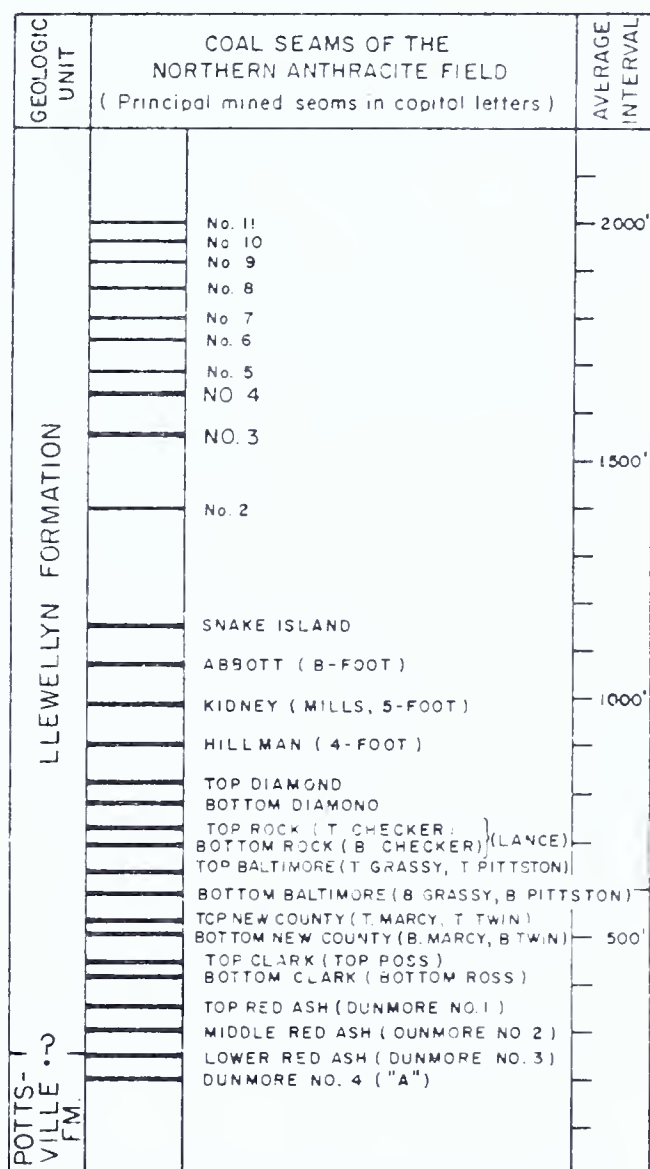 GEOLOGIC
UNIT
COAL SEAMS OF THE
NORTHERN ANTHRACITE FIELD
( Principal mined seams in capital letters )
AVERAGE
INTERVAL
No. 11
No 10
No 9
No. 8
No 7
No. 6
No. 5
NO 4
NO. 3
No. 2
SNAKE ISLAND
ABBOTT ( 8-FOOT )
KIDNEY ( MILLS, 5-FOOT )
HILLMAN ( 4-FOOT )
TOP DIAMOND
BOTTOM DIAMOND
TOP ROCK ( T CHECKER )
BOTTOM ROCK ( B CHECKER) (LANCE)
TOP BALTIMORE ( T GRASSY, T PITTSTON)
BOTTOM BALTIMORE ( B GRASSY, B PITTSTON )
TOP NEW COUNTY ( T. MARCY, T TWIN )
BOTTOM NEW COUNTY ( B. MARCY, B TWIN )
TOP CLARK ( TOP ROSS )
BOTTOM CLARK ( BOTTOM ROSS )
TOP RED ASH ( DUNMORE NO. 1 )
MIDDLE RED ASH ( DUNMORE NO 2 )
LOWER RED ASH ( DUNMORE NO. 3 )
DUNMORE NO. 4 ( "A" )
LLEWELLYN FORMATION
?
POTTS-
VILLE
FM.
2000'
1500'
1000'
500'